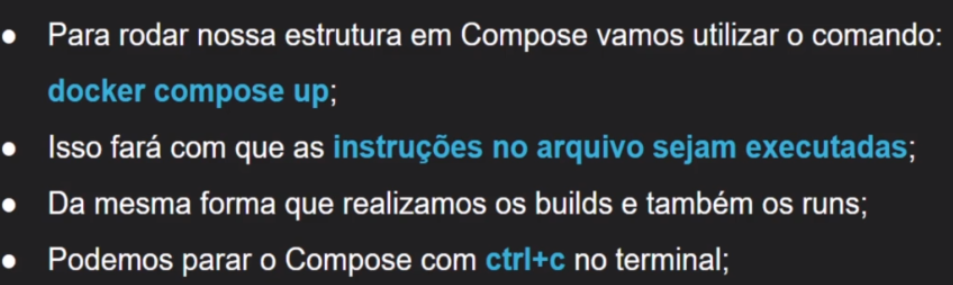 ● Para rodar nossa estrutura em Compose vamos utilizar o comando:
docker compose up;
● Isso fará com que as instruções no arquivo sejam executadas;
● Da mesma forma que realizamos os builds e também os runs;
● Podemos parar o Compose com ctrl+c no terminal;